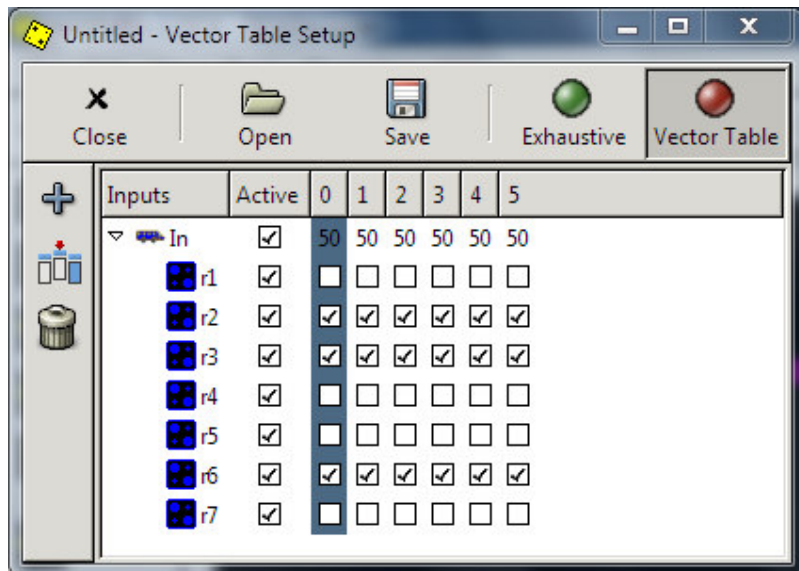 Untitled - Vector Table Setup
Close Open Save Exhaustive Vector Table
Inputs Active 0 1 2 3 4 5
In 50 50 50 50 50 50
r1
r2
r3
r4
r5
r6
r7